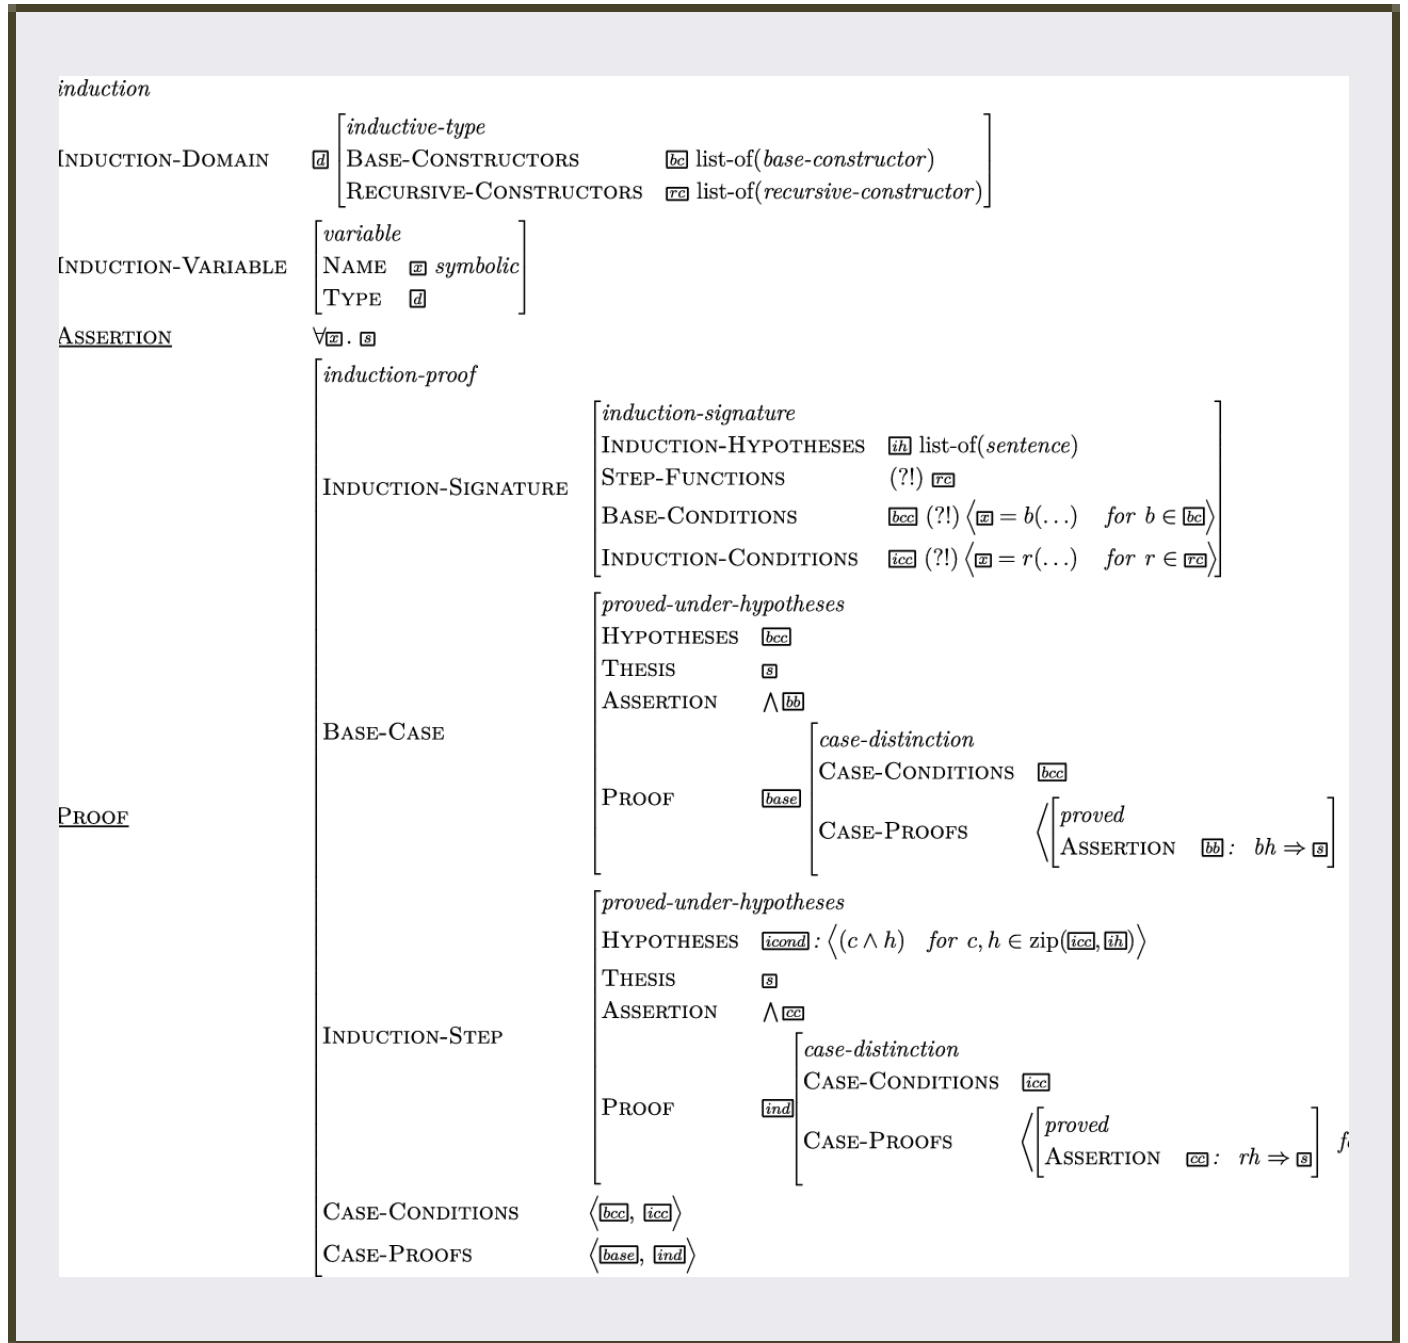 induction
INDUCTION-DOMAIN d inductive-type
BASE-CONSTRUCTORS bc list-of(base-constructor)
RECURSIVE-CONSTRUCTORS rc list-of(recursive-constructor)
INDUCTION-VARIABLE variable
NAME x symbolic
TYPE d
ASSERTION ∀x. s
PROOF induction-proof
INDUCTION-SIGNATURE induction-signature
INDUCTION-HYPOTHESES ih list-of(sentence)
STEP-FUNCTIONS (?!) rc
BASE-CONDITIONS bcc (?!) ⟨x = b(…) for b ∈ bc⟩
INDUCTION-CONDITIONS icc (?!) ⟨x = r(…) for r ∈ rc⟩
BASE-CASE proved-under-hypotheses
HYPOTHESES bcc
THESIS s
ASSERTION ⋀bb
PROOF base case-distinction
CASE-CONDITIONS bcc
CASE-PROOFS ⟨ proved
ASSERTION bb: bh ⇒ s
INDUCTION-STEP proved-under-hypotheses
HYPOTHESES icond: ⟨(c ∧ h) for c, h ∈ zip(icc, ih)⟩
THESIS s
ASSERTION ⋀cc
PROOF ind case-distinction
CASE-CONDITIONS icc
CASE-PROOFS ⟨ proved
ASSERTION cc: rh ⇒ s
CASE-CONDITIONS ⟨bcc, icc⟩
CASE-PROOFS ⟨base, ind⟩